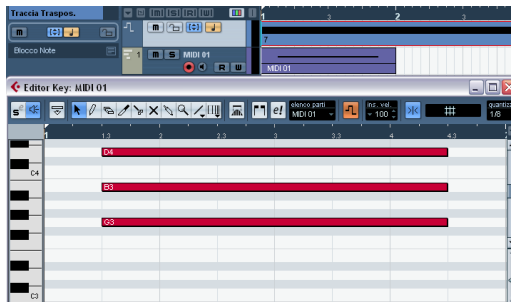 Traccia Traspos.
m S I R W
1 3 2 3
m
m
7
Blocco Note
1 m S MIDI 01
R W
MIDI 01
Editor Key: MIDI 01
S e! elenco parti ins. vel. quantiz
MIDI 01 100 1/8
1.3 2 2.3 3 3.3 4 4.3
D4
C4
B3
G3
C3